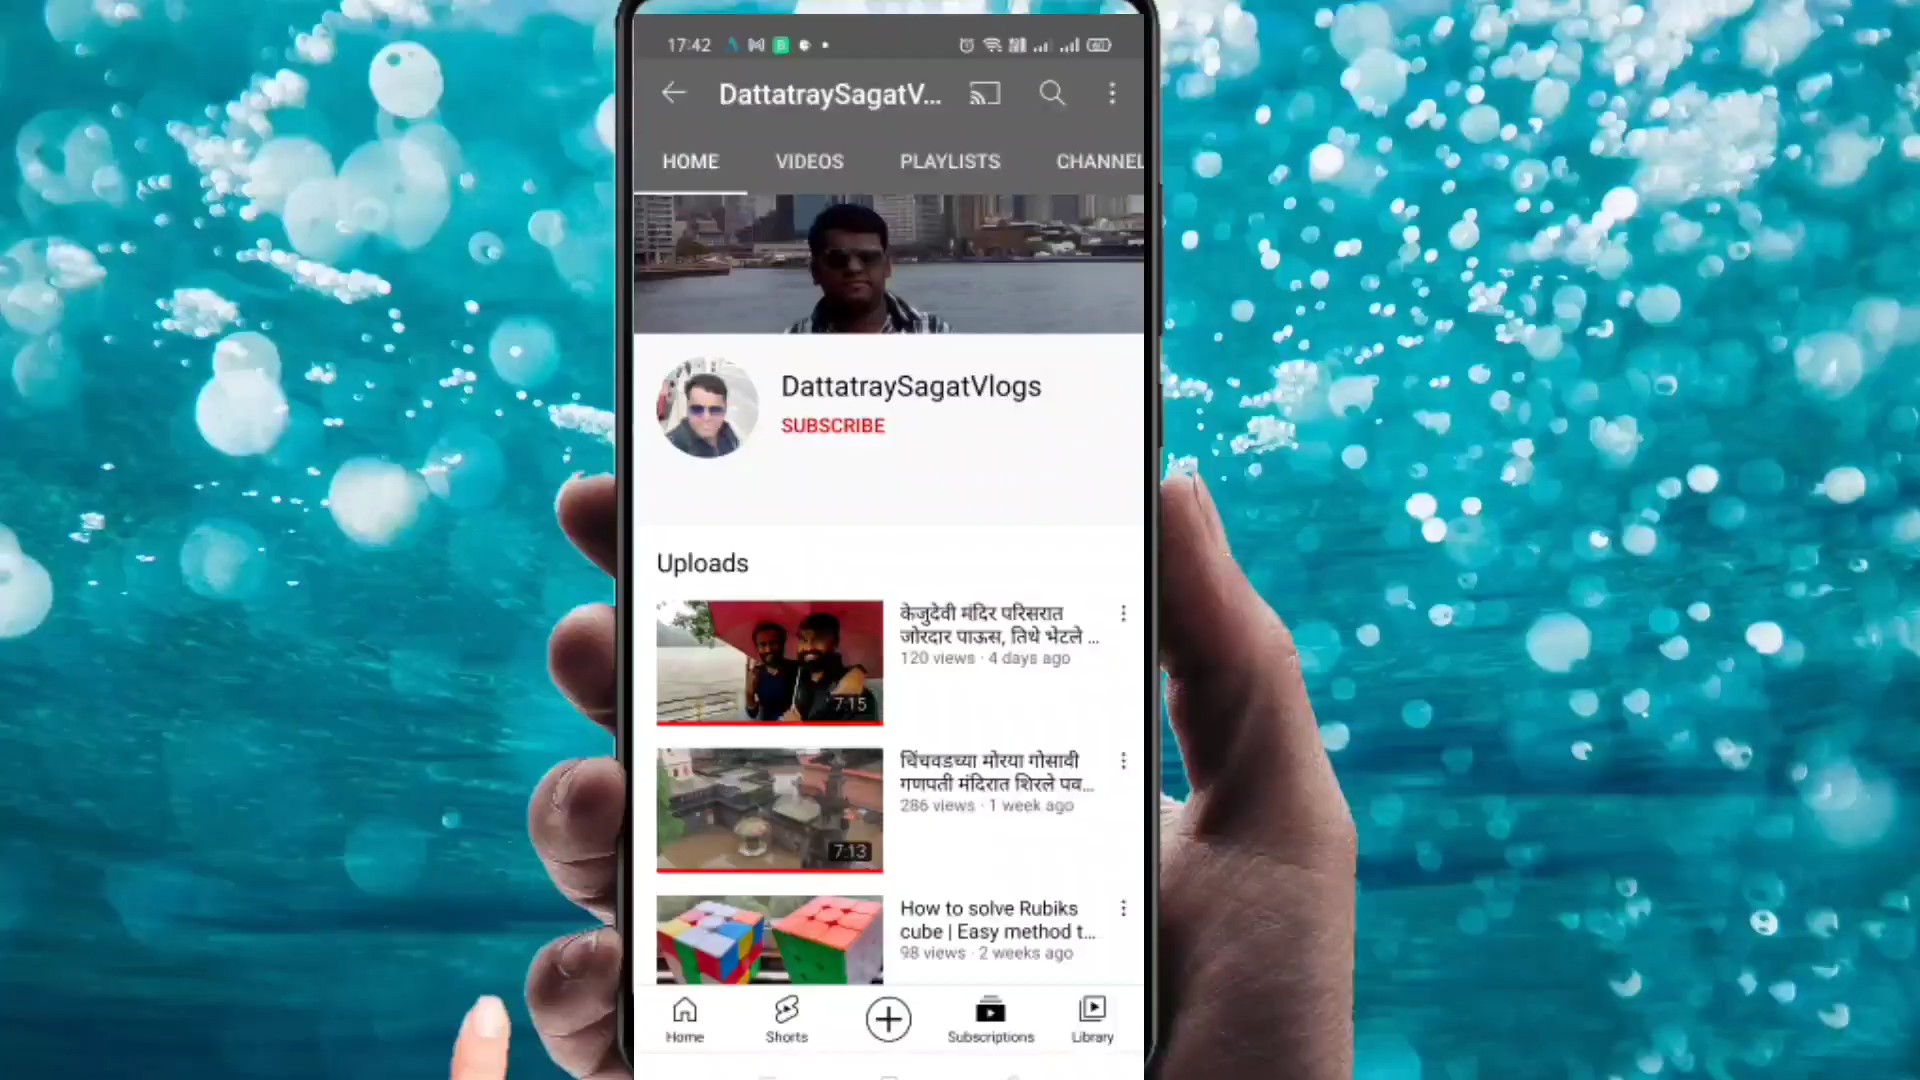 17:42
DattatraySagatV...
HOME VIDEOS PLAYLISTS CHANNEL
DattatraySagatVlogs
SUBSCRIBE
Uploads
केजुदेवी मंदिर परिसरात
जोरदार पाऊस, तिथे भेटले ...
120 views · 4 days ago
7:15
चिंचवडच्या मोरया गोसावी
गणपती मंदिरात शिरले पव...
286 views · 1 week ago
7:13
How to solve Rubiks
cube | Easy method t...
98 views · 2 weeks ago
Home Shorts Subscriptions Library